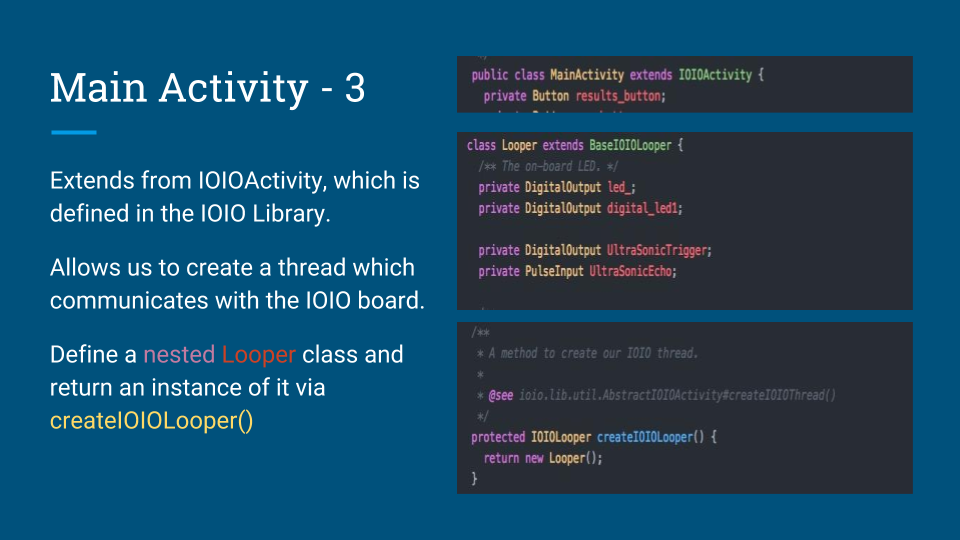 Main Activity - 3
Extends from IOIOActivity, which is
defined in the IOIO Library.
Allows us to create a thread which
communicates with the IOIO board.
Define a nested Looper class and
return an instance of it via
createIOIOLooper()
public class MainActivity extends IOIOActivity {
private Button results_button;
class Looper extends BaseIOIOLooper {
/** The on-board LED. */
private DigitalOutput led_;
private DigitalOutput digital_led1;
private DigitalOutput UltraSonicTrigger;
private PulseInput UltraSonicEcho;
/**
* A method to create our IOIO thread.
*
* @see ioio.lib.util.AbstractIOIOActivity#createIOIOThread()
*/
protected IOIOLooper createIOIOLooper() {
return new Looper();
}